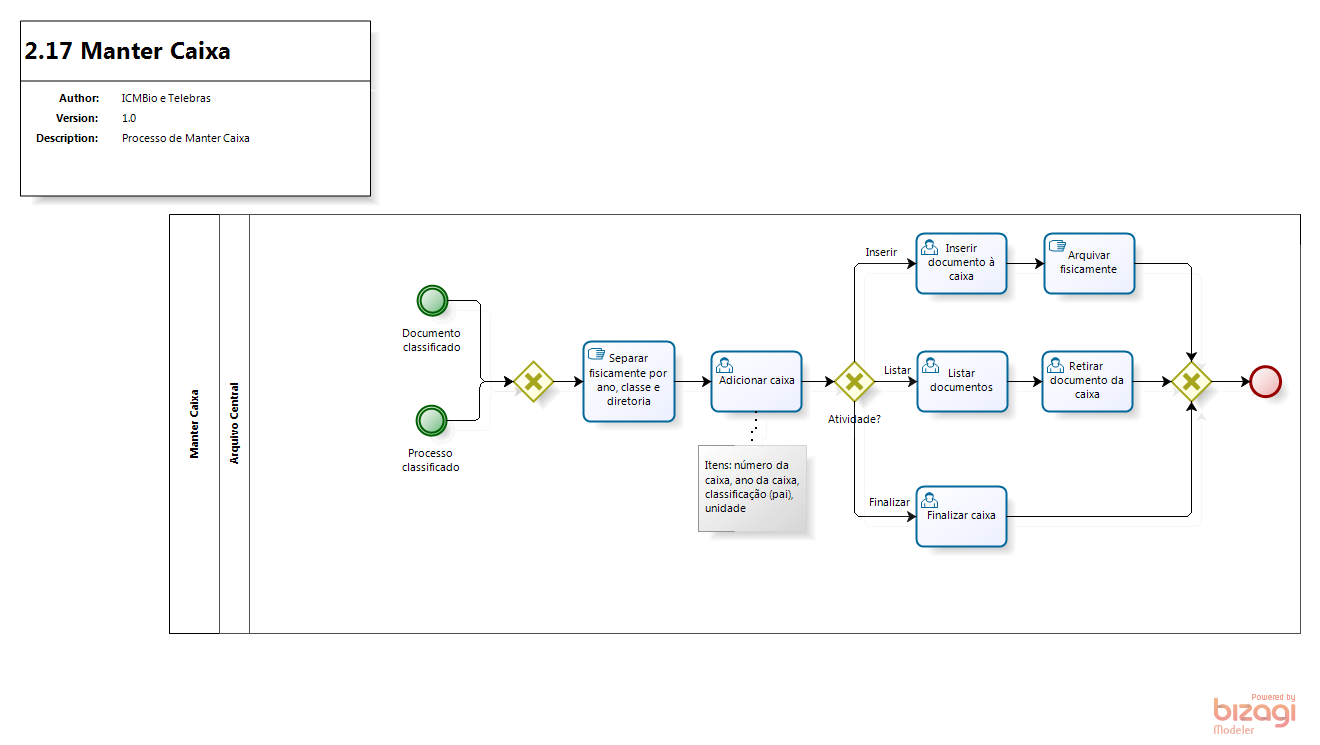 2.17 Manter Caixa
Author: ICMBio e Telebras
Version: 1.0
Description: Processo de Manter Caixa
Manter Caixa
Arquivo Central
Documento
classificado
Processo
classificado
Separar
fisicamente por
ano, classe e
diretoria
Adicionar caixa
Itens: número da
caixa, ano da caixa,
classificação (pai),
unidade
Atividade?
Inserir
Inserir
documento à
caixa
Arquivar
fisicamente
Listar
Listar
documentos
Retirar
documento da
caixa
Finalizar
Finalizar caixa
Powered by
bizagi
Modeler